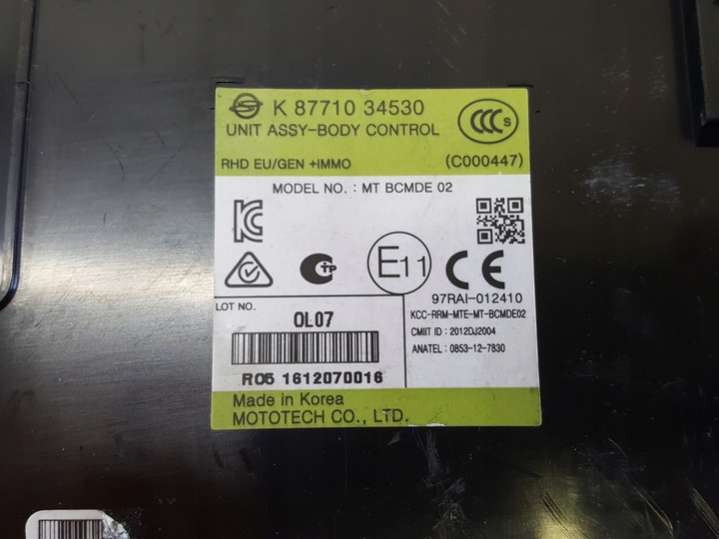 K 87710 34530
UNIT ASSY-BODY CONTROL
CCC S
RHD EU/GEN +IMMO (C000447)
MODEL NO. : MT BCMDE 02
E11
CE
97RAI-012410
KCC-RRM-MTE-MT-BCMDE02
CMIIT ID : 2012DJ2004
ANATEL : 0853-12-7830
LOT NO.
OL07
R05 1612070016
Made in Korea
MOTOTECH CO., LTD.